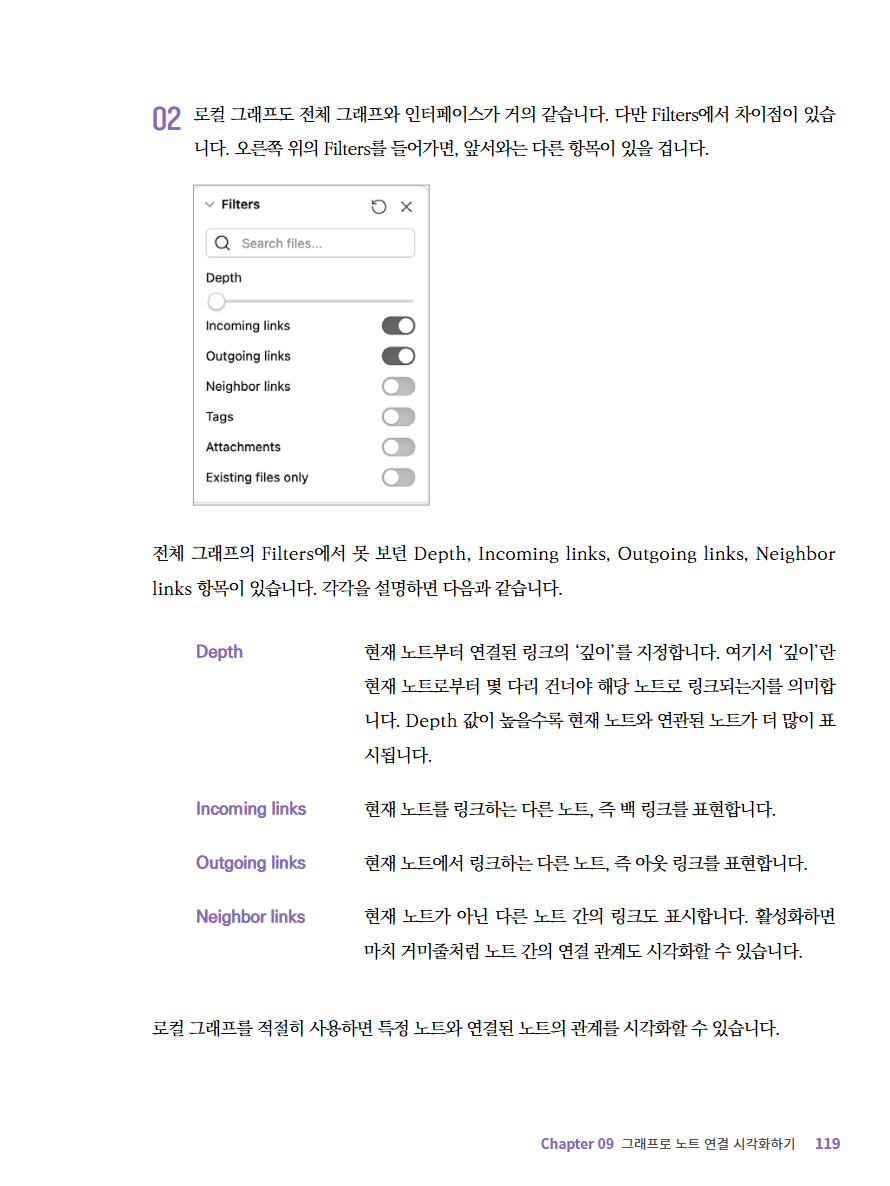 02 로컬 그래프도 전체 그래프와 인터페이스가 거의 같습니다. 다만 Filters에서 차이점이 있습
니다. 오른쪽 위의 Filters를 들어가면, 앞서와는 다른 항목이 있을 겁니다.
Filters
Search files...
Depth
Incoming links
Outgoing links
Neighbor links
Tags
Attachments
Existing files only
전체 그래프의 Filters에서 못 보던 Depth, Incoming links, Outgoing links, Neighbor
links 항목이 있습니다. 각각을 설명하면 다음과 같습니다.
Depth 현재 노트부터 연결된 링크의 ‘깊이’를 지정합니다. 여기서 ‘깊이’란
현재 노트로부터 몇 다리 건너야 해당 노트로 링크되는지를 의미합
니다. Depth 값이 높을수록 현재 노트와 연관된 노트가 더 많이 표
시됩니다.
Incoming links 현재 노트를 링크하는 다른 노트, 즉 백 링크를 표현합니다.
Outgoing links 현재 노트에서 링크하는 다른 노트, 즉 아웃 링크를 표현합니다.
Neighbor links 현재 노트가 아닌 다른 노트 간의 링크도 표시합니다. 활성화하면
마치 거미줄처럼 노트 간의 연결 관계도 시각화할 수 있습니다.
로컬 그래프를 적절히 사용하면 특정 노트와 연결된 노트의 관계를 시각화할 수 있습니다.
Chapter 09 그래프로 노트 연결 시각화하기 119